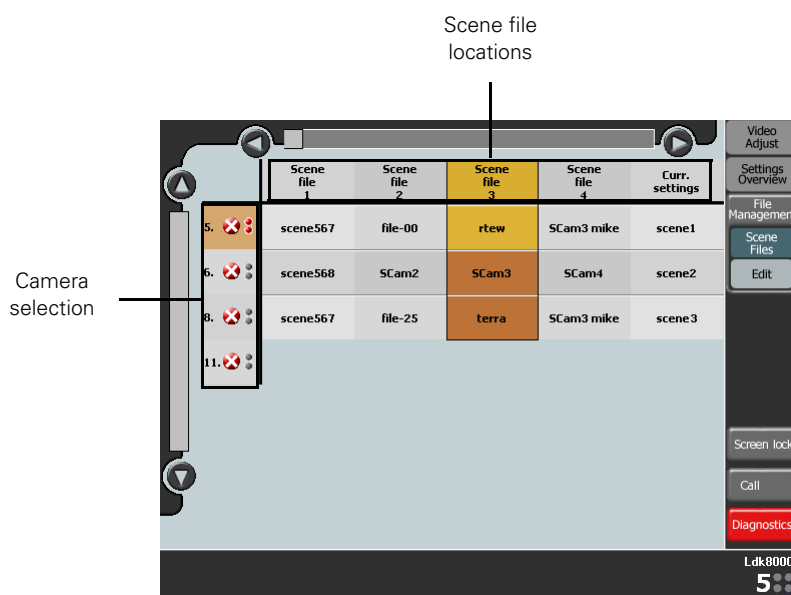 Scene file
locations
Video
Adjust
Settings
Overview
File
Managemen
Scene
Files
Edit
Scene
file
1
Scene
file
2
Scene
file
3
Scene
file
4
Curr.
settings
5.
scene567
file-00
rtew
SCam3 mike
scene1
6.
scene568
SCam2
SCam3
SCam4
scene2
8.
scene567
file-25
terra
SCam3 mike
scene3
11.
Camera
selection
Screen lock
Call
Diagnostics
Ldk8000
5